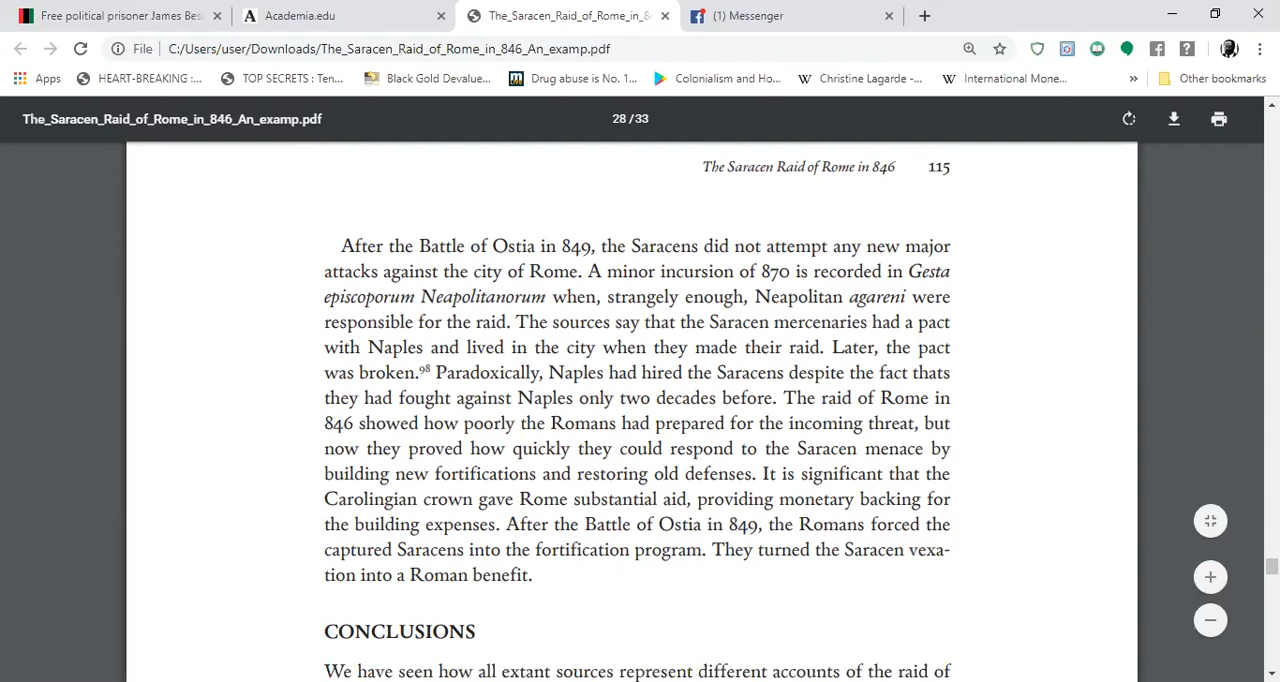 Free political prisoner James Bes
Academia.edu
The_Saracen_Raid_of_Rome_in_8
(1) Messenger
File
C:/Users/user/Downloads/The_Saracen_Raid_of_Rome_in_846_An_examp.pdf
Apps
HEART-BREAKING :...
TOP SECRETS : Ten...
Black Gold Devalue...
Drug abuse is No. 1...
Colonialism and Ho...
Christine Lagarde -...
International Mone...
»
Other bookmarks
The_Saracen_Raid_of_Rome_in_846_An_examp.pdf
28 / 33
The Saracen Raid of Rome in 846 115
After the Battle of Ostia in 849, the Saracens did not attempt any new major
attacks against the city of Rome. A minor incursion of 870 is recorded in Gesta
episcoporum Neapolitanorum when, strangely enough, Neapolitan agareni were
responsible for the raid. The sources say that the Saracen mercenaries had a pact
with Naples and lived in the city when they made their raid. Later, the pact
was broken.⁹⁸ Paradoxically, Naples had hired the Saracens despite the fact thats
they had fought against Naples only two decades before. The raid of Rome in
846 showed how poorly the Romans had prepared for the incoming threat, but
now they proved how quickly they could respond to the Saracen menace by
building new fortifications and restoring old defenses. It is significant that the
Carolingian crown gave Rome substantial aid, providing monetary backing for
the building expenses. After the Battle of Ostia in 849, the Romans forced the
captured Saracens into the fortification program. They turned the Saracen vexa-
tion into a Roman benefit.
CONCLUSIONS
We have seen how all extant sources represent different accounts of the raid of